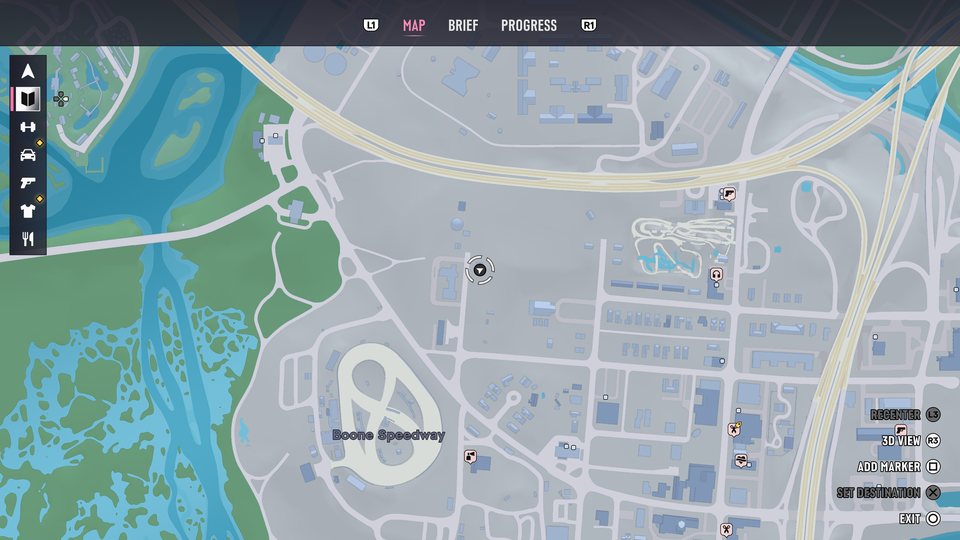 L1 MAP BRIEF PROGRESS R1
Boone Speedway
RECENTER L3
3D VIEW R3
ADD MARKER
SET DESTINATION
EXIT